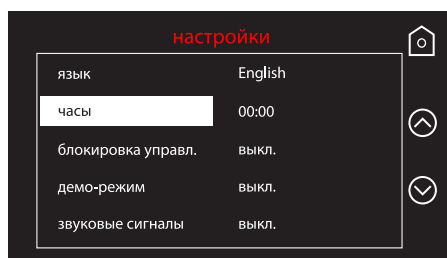 настройки
язык English
часы 00:00
блокировка управл. выкл.
демо-режим выкл.
звуковые сигналы выкл.